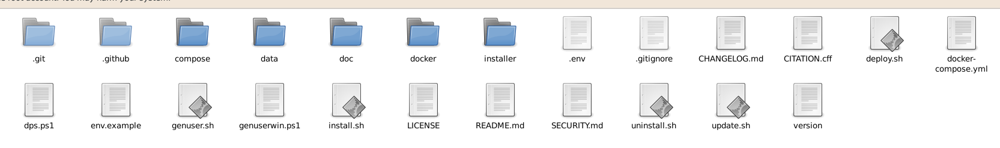 root account. You may harm your system.
.git
.github
compose
data
doc
docker
installer
.env
.gitignore
CHANGELOG.md
CITATION.cff
deploy.sh
docker-
compose.yml
dps.ps1
env.example
genuser.sh
genuserwin.ps1
install.sh
LICENSE
README.md
SECURITY.md
uninstall.sh
update.sh
version